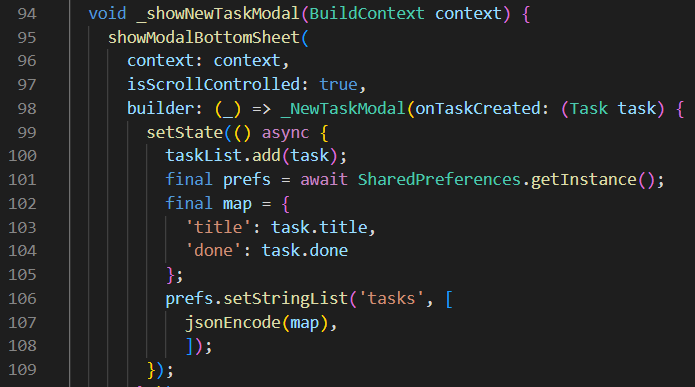 94 void _showNewTaskModal(BuildContext context) {
95 showModalBottomSheet(
96 context: context,
97 isScrollControlled: true,
98 builder: (_) => _NewTaskModal(onTaskCreated: (Task task) {
99 setState(() async {
100 taskList.add(task);
101 final prefs = await SharedPreferences.getInstance();
102 final map = {
103 'title': task.title,
104 'done': task.done
105 };
106 prefs.setStringList('tasks', [
107 jsonEncode(map),
108 ]);
109 });